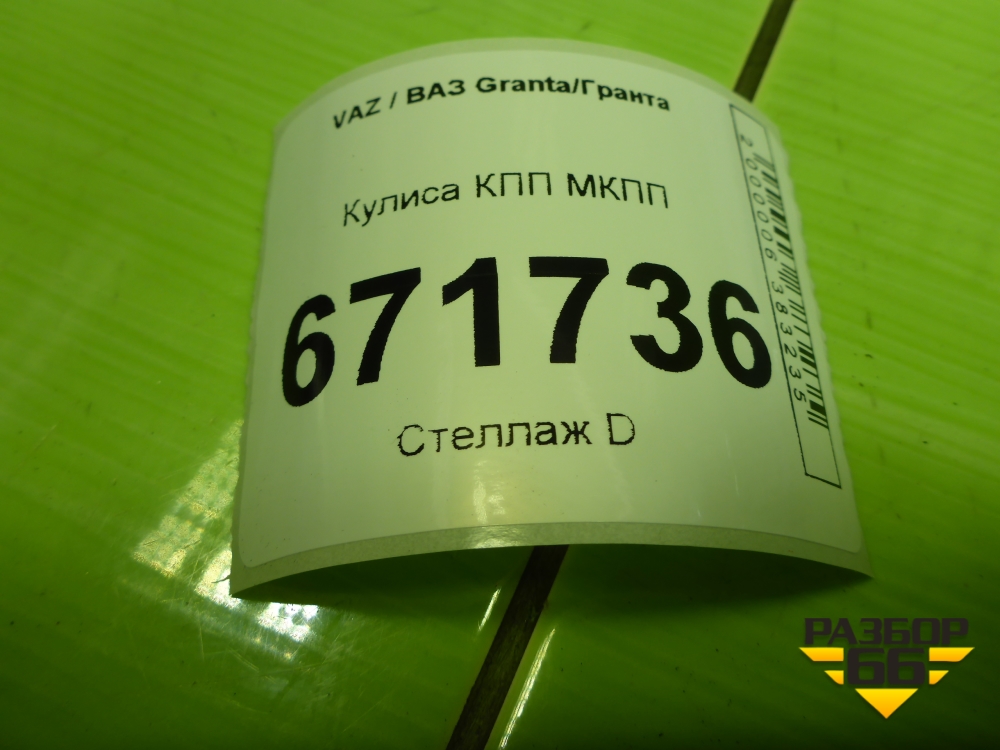 VAZ / ВАЗ Granta/Гранта
Кулиса КПП МКПП
671736
Стеллаж D
2000006383235
РАЗБОР
66